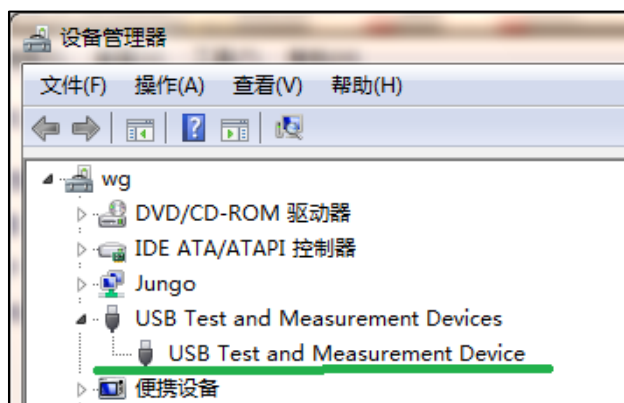 设备管理器
文件(F) 操作(A) 查看(V) 帮助(H)
wg
DVD/CD-ROM 驱动器
IDE ATA/ATAPI 控制器
Jungo
USB Test and Measurement Devices
USB Test and Measurement Device
便携设备